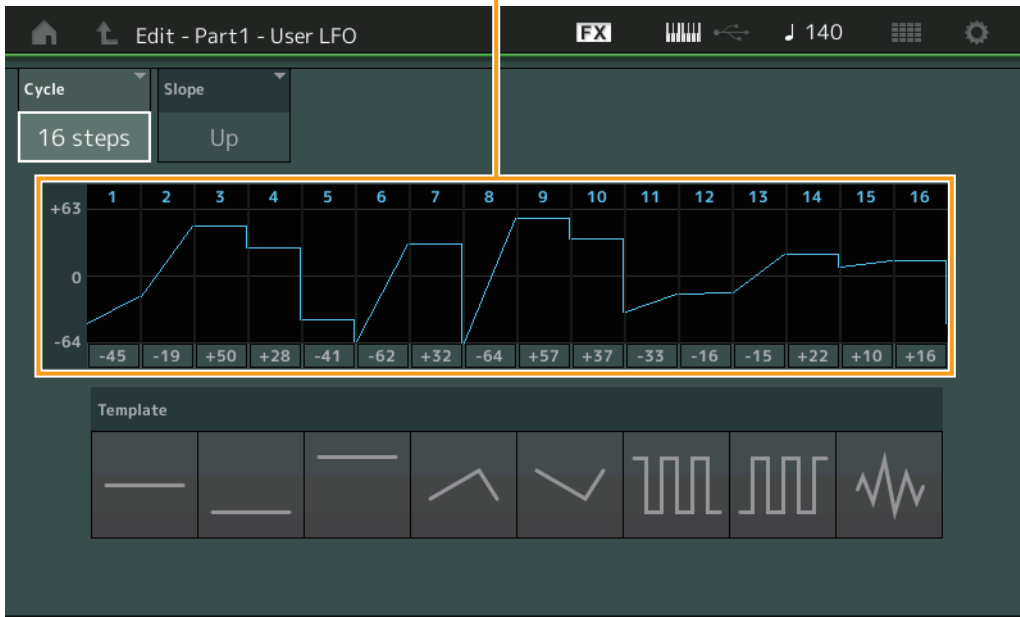 Edit - Part1 - User LFO FX 140
Cycle Slope
16 steps Up
1 2 3 4 5 6 7 8 9 10 11 12 13 14 15 16
+63
0
-64
-45 -19 +50 +28 -41 -62 +32 -64 +57 +37 -33 -16 -15 +22 +10 +16
Template